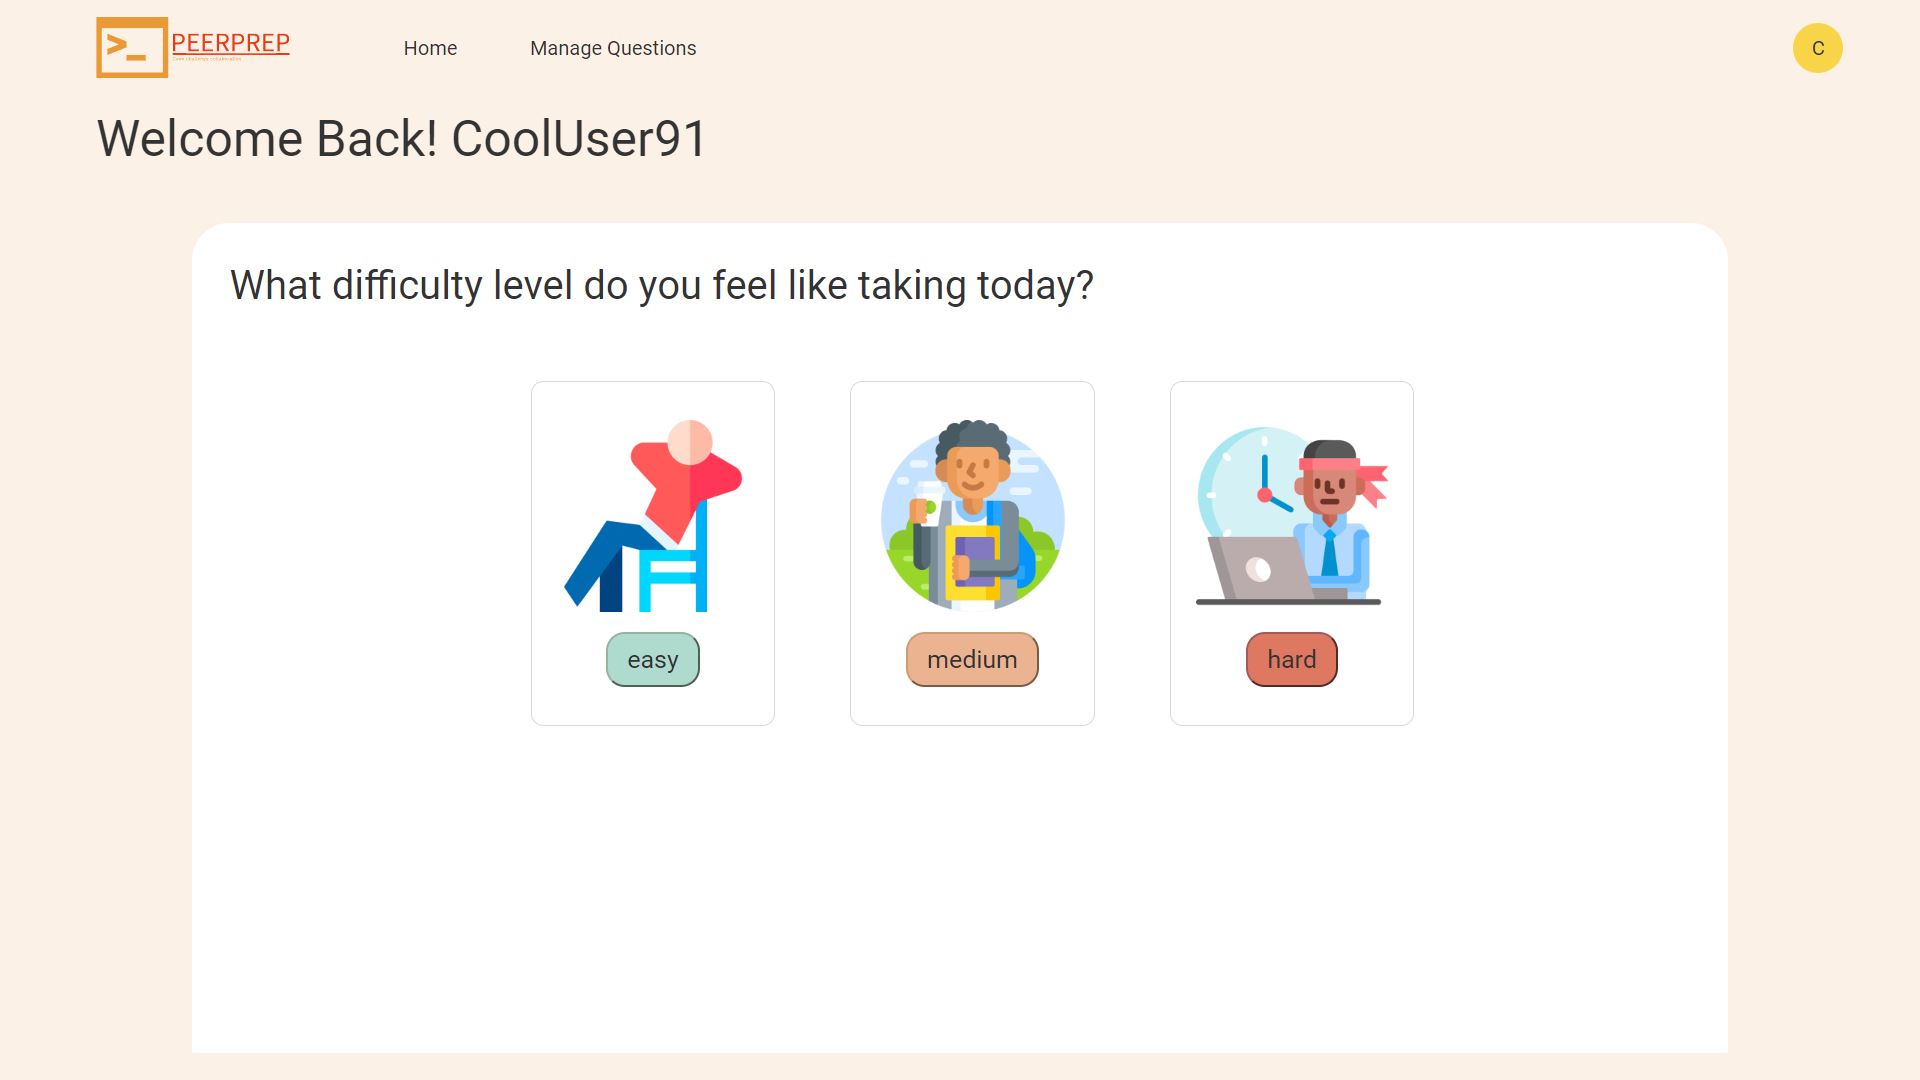 >_ PEERPREP
Home
Manage Questions
C
Welcome Back! CoolUser91
What difficulty level do you feel like taking today?
easy
medium
hard